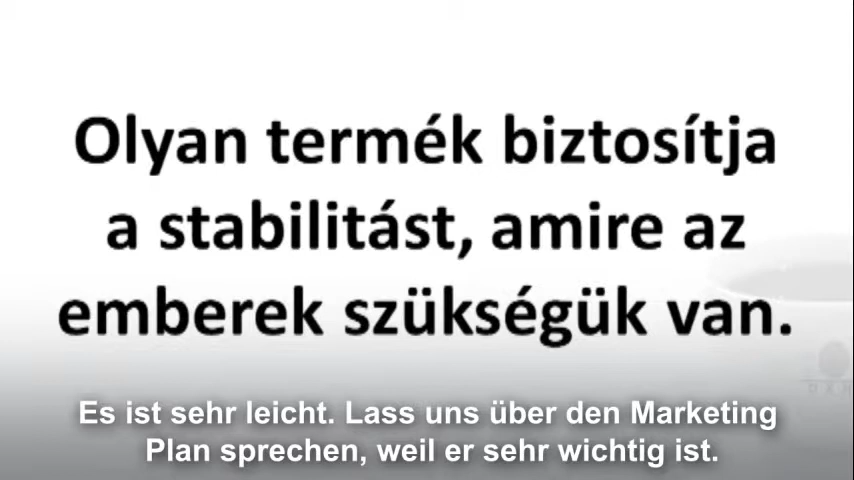 Olyan termék biztosítja
a stabilitást, amire az
emberek szükségük van.
Es ist sehr leicht. Lass uns über den Marketing
Plan sprechen, weil er sehr wichtig ist.